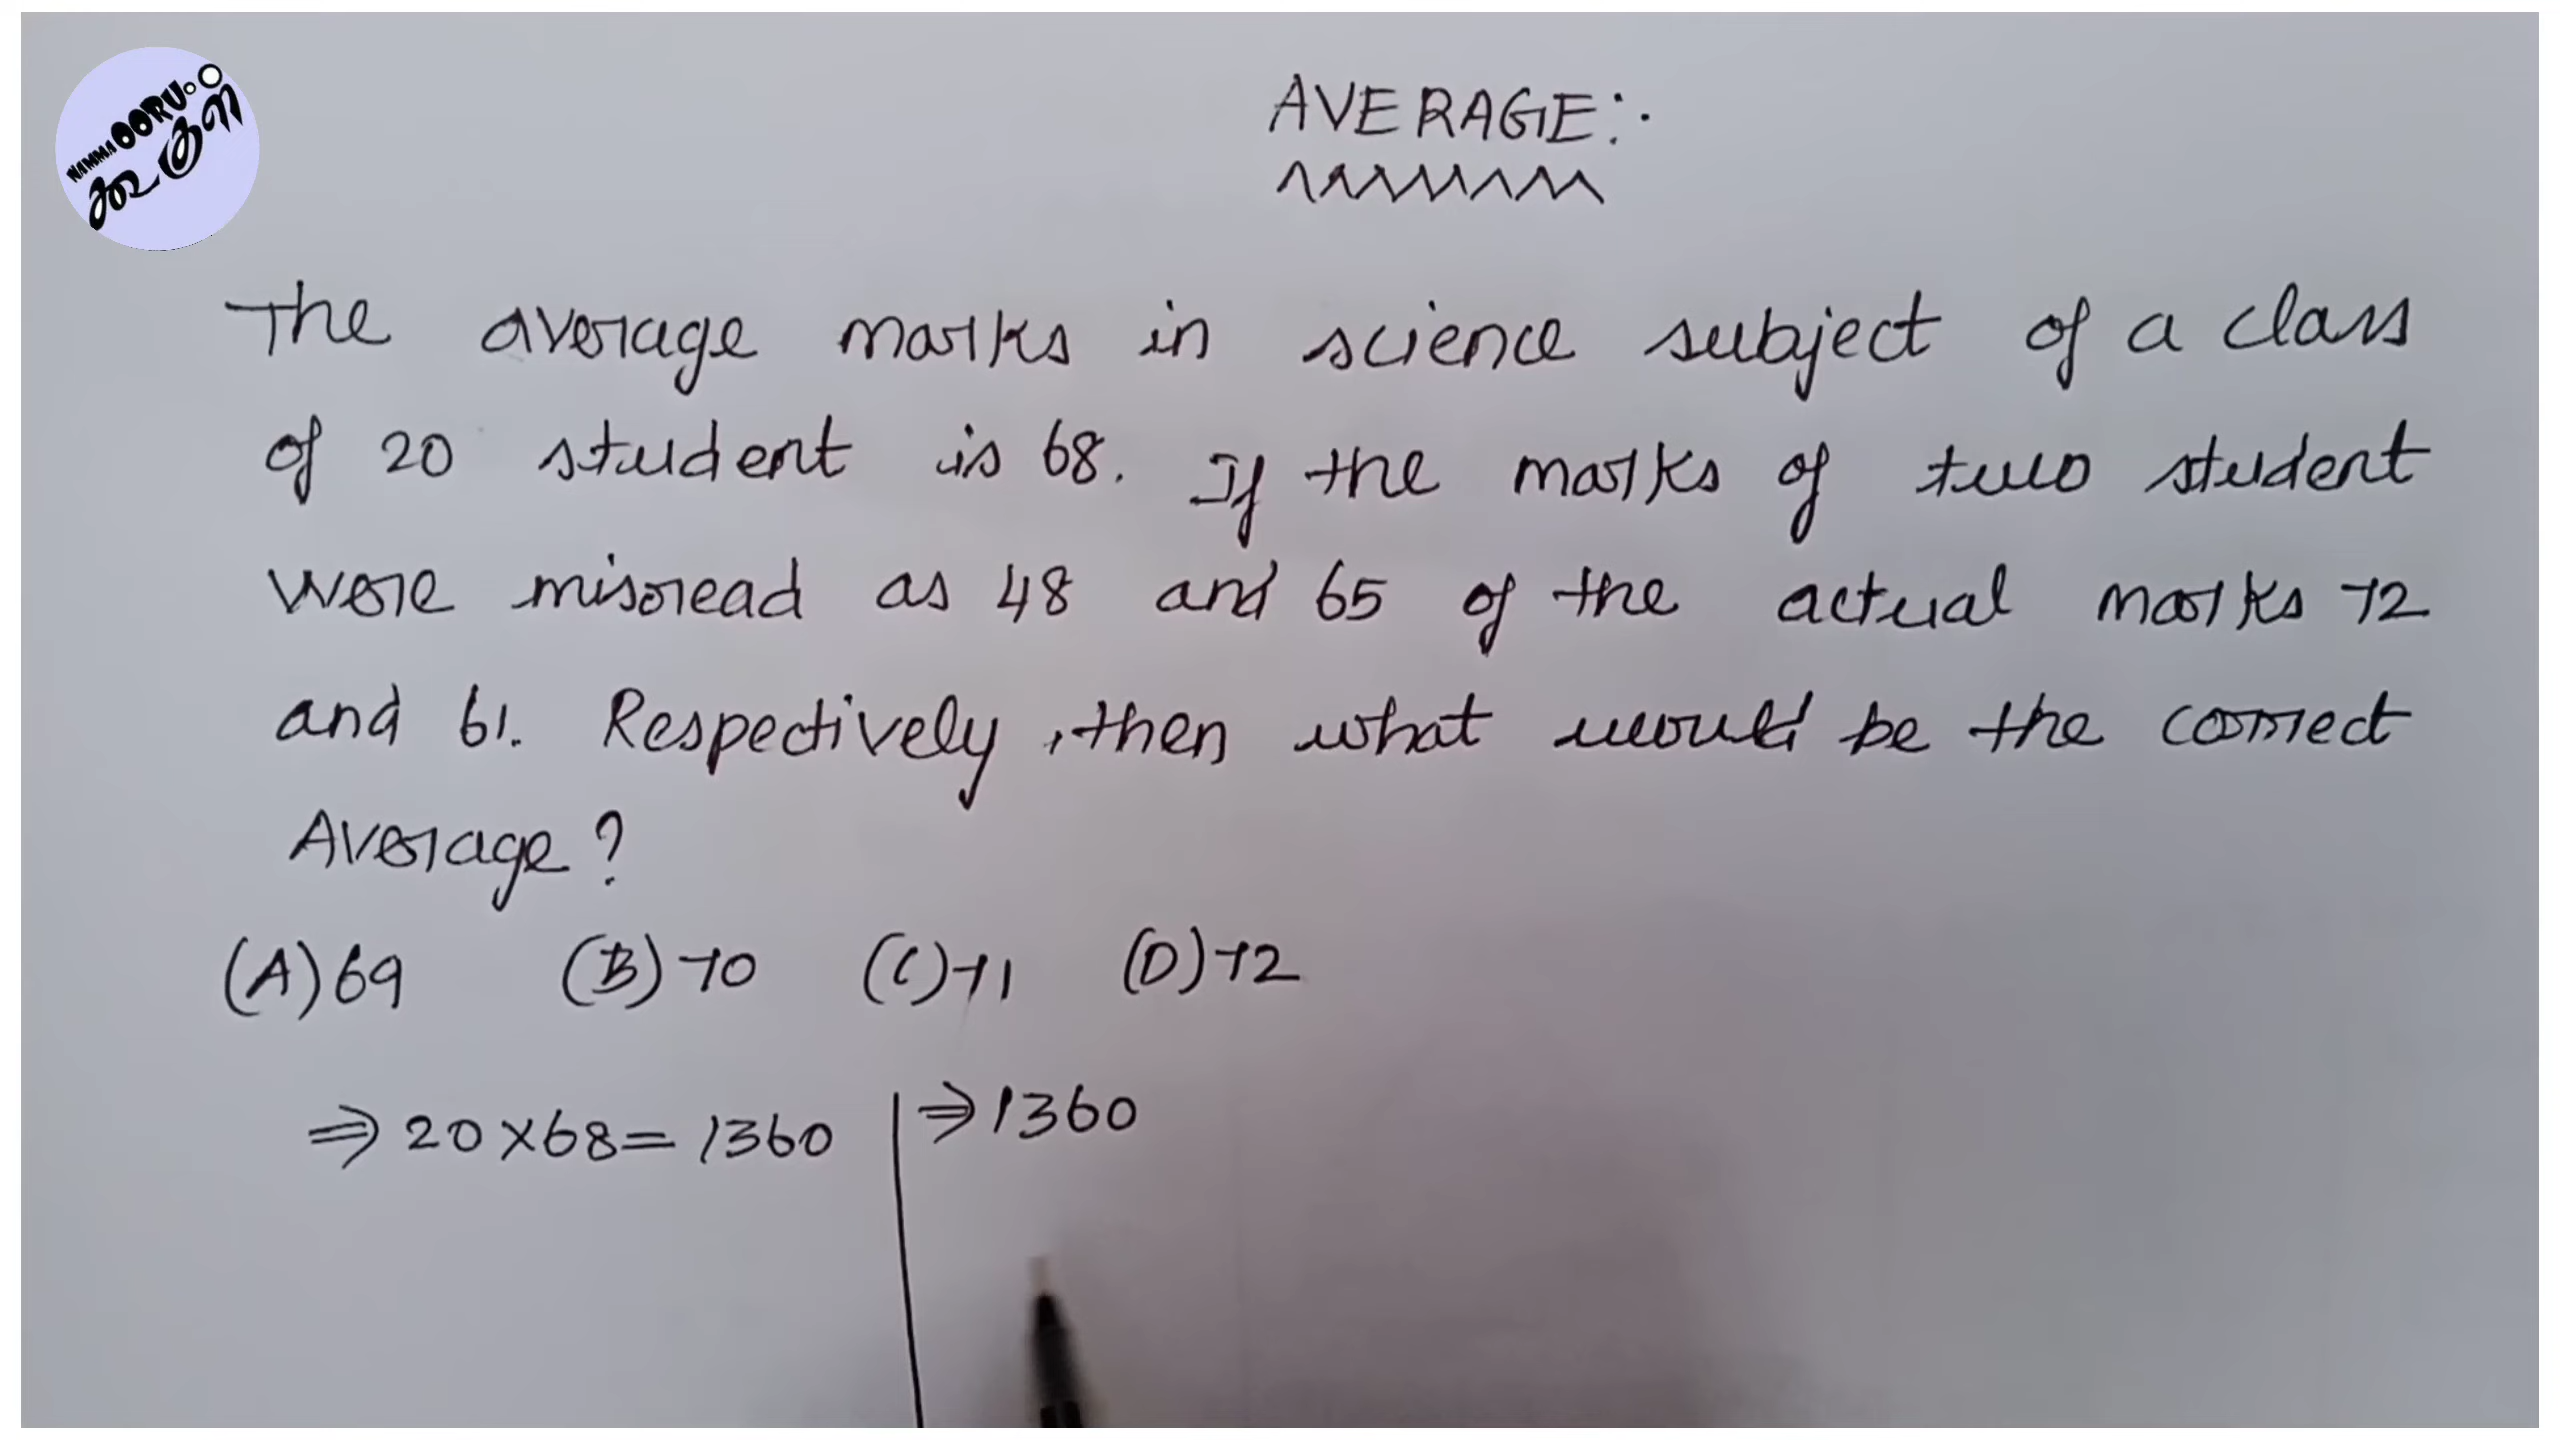 NAMMA OORU
AVERAGE:-
The average marks in science subject of a class
of 20 student is 68. If the marks of two student
were misread as 48 and 65 of the actual marks 72
and 61. Respectively, then what would be the correct
Average?
(A) 69 (B) 70 (C) 71 (D) 72
⇒ 20 × 68 = 1360
⇒ 1360